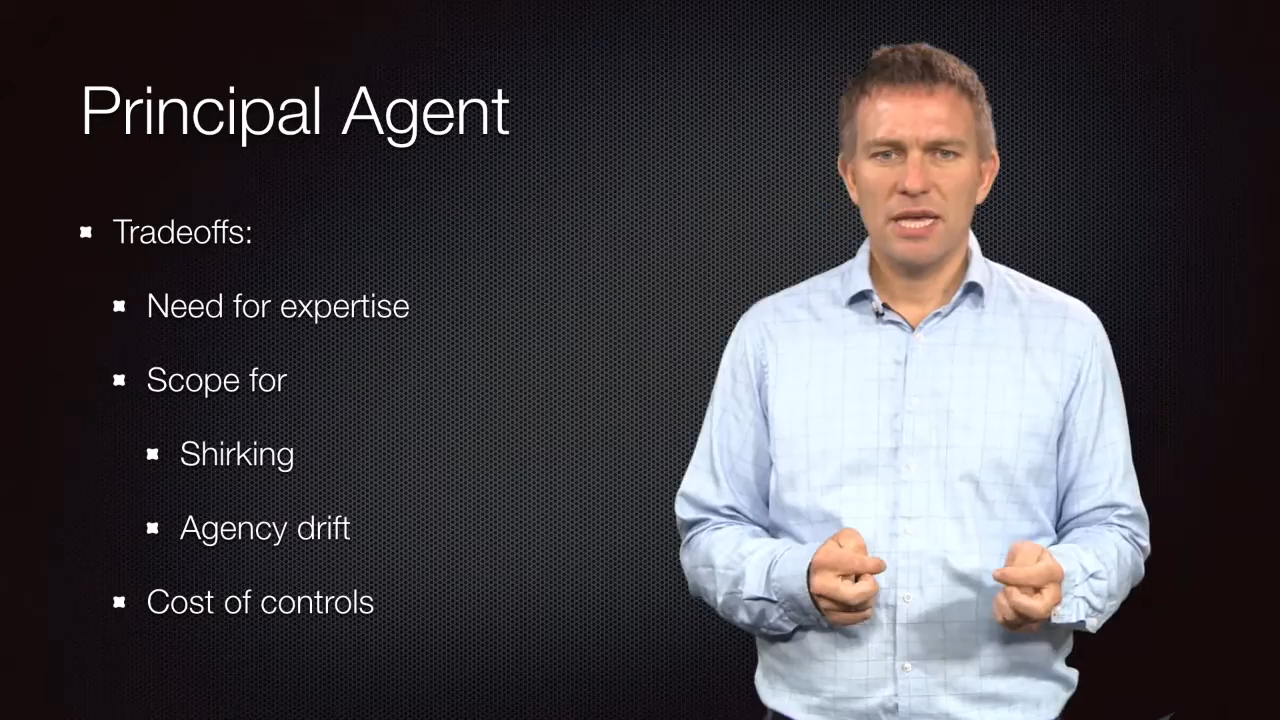 Principal Agent
Tradeoffs:
Need for expertise
Scope for
Shirking
Agency drift
Cost of controls